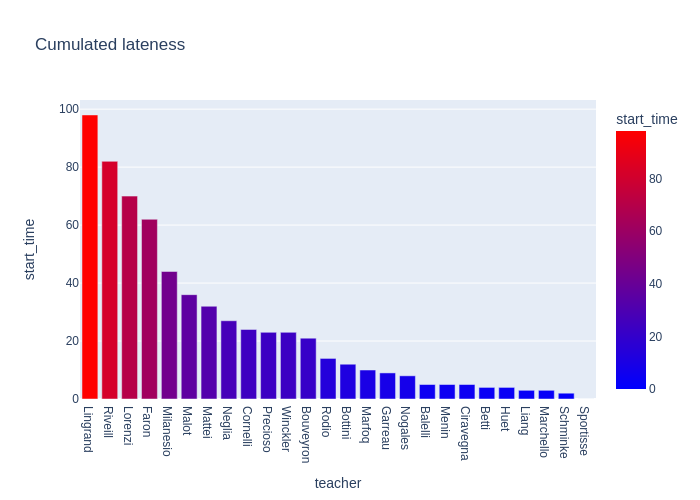 Cumulated lateness
start_time
100
80
60
40
20
0
start_time
80
60
40
20
0
Lingrand
Riveill
Lorenzi
Faron
Milanesio
Malot
Mattei
Neglia
Cornelli
Precioso
Winckler
Bouveyron
Rodio
Bottini
Marfoq
Garreau
Nogales
Balelli
Menin
Ciravegna
Betti
Huet
Liang
Marchello
Schminke
Sportisse
teacher